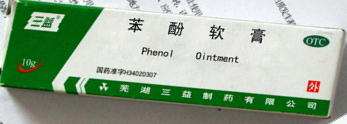 三益
苯酚软膏
OTC
Phenol Ointment
10g
国药准字H34020307
外
芜湖三益制药有限公司